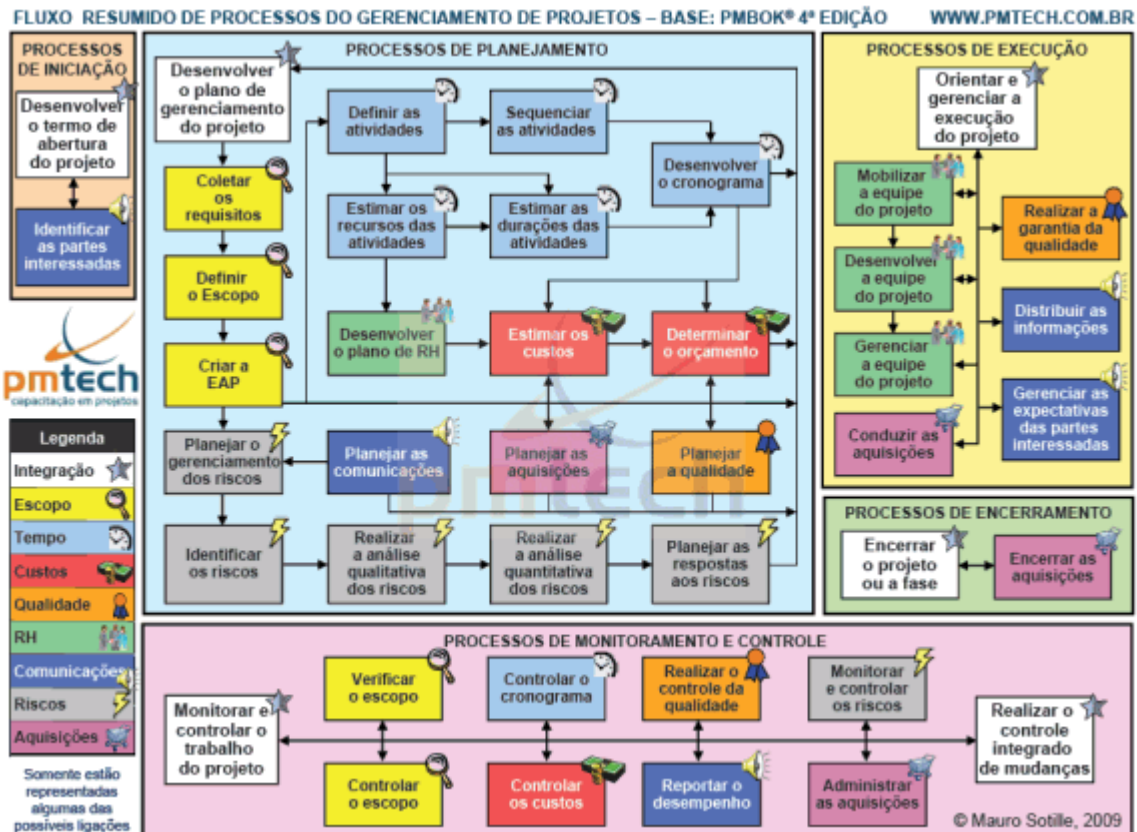 FLUXO RESUMIDO DE PROCESSOS DO GERENCIAMENTO DE PROJETOS – BASE: PMBOK® 4ª EDIÇÃO WWW.PMTECH.COM.BR
PROCESSOS
DE INICIAÇÃO
Desenvolver
o termo de
abertura
do projeto
Identificar
as partes
interessadas
pmtech
capacitação em projetos
Legenda
Integração
Escopo
Tempo
Custos
Qualidade
RH
Comunicações
Riscos
Aquisições
Somente estão
representadas
algumas das
possíveis ligações
PROCESSOS DE PLANEJAMENTO
Desenvolver
o plano de
gerenciamento
do projeto
Definir as
atividades
Sequenciar
as atividades
Desenvolver
o cronograma
Coletar
os
requisitos
Estimar os
recursos das
atividades
Estimar as
durações das
atividades
Definir
o Escopo
Desenvolver
o plano de RH
Estimar os
custos
Determinar
o orçamento
Criar a
EAP
Planejar o
gerenciamento
dos riscos
Planejar as
comunicações
Planejar as
aquisições
Planejar
a qualidade
pmtech
Identificar
os riscos
Realizar
a análise
qualitativa
dos riscos
Realizar
a análise
quantitativa
dos riscos
Planejar as
respostas
aos riscos
PROCESSOS DE EXECUÇÃO
Orientar e
gerenciar a
execução
do projeto
Mobilizar
a equipe
do projeto
Realizar a
garantia da
qualidade
Desenvolver
a equipe
do projeto
Distribuir as
informações
Gerenciar
a equipe
do projeto
Gerenciar as
expectativas
das partes
interessadas
Conduzir as
aquisições
PROCESSOS DE ENCERRAMENTO
Encerrar
o projeto
ou a fase
Encerrar as
aquisições
PROCESSOS DE MONITORAMENTO E CONTROLE
Monitorar e
controlar o
trabalho
do projeto
Verificar
o escopo
Controlar o
cronograma
Realizar o
controle da
qualidade
Monitorar
e controlar
os riscos
Realizar o
controle
integrado
de mudanças
Controlar
o escopo
Controlar
os custos
Reportar o
desempenho
Administrar
as aquisições
© Mauro Sotille, 2009